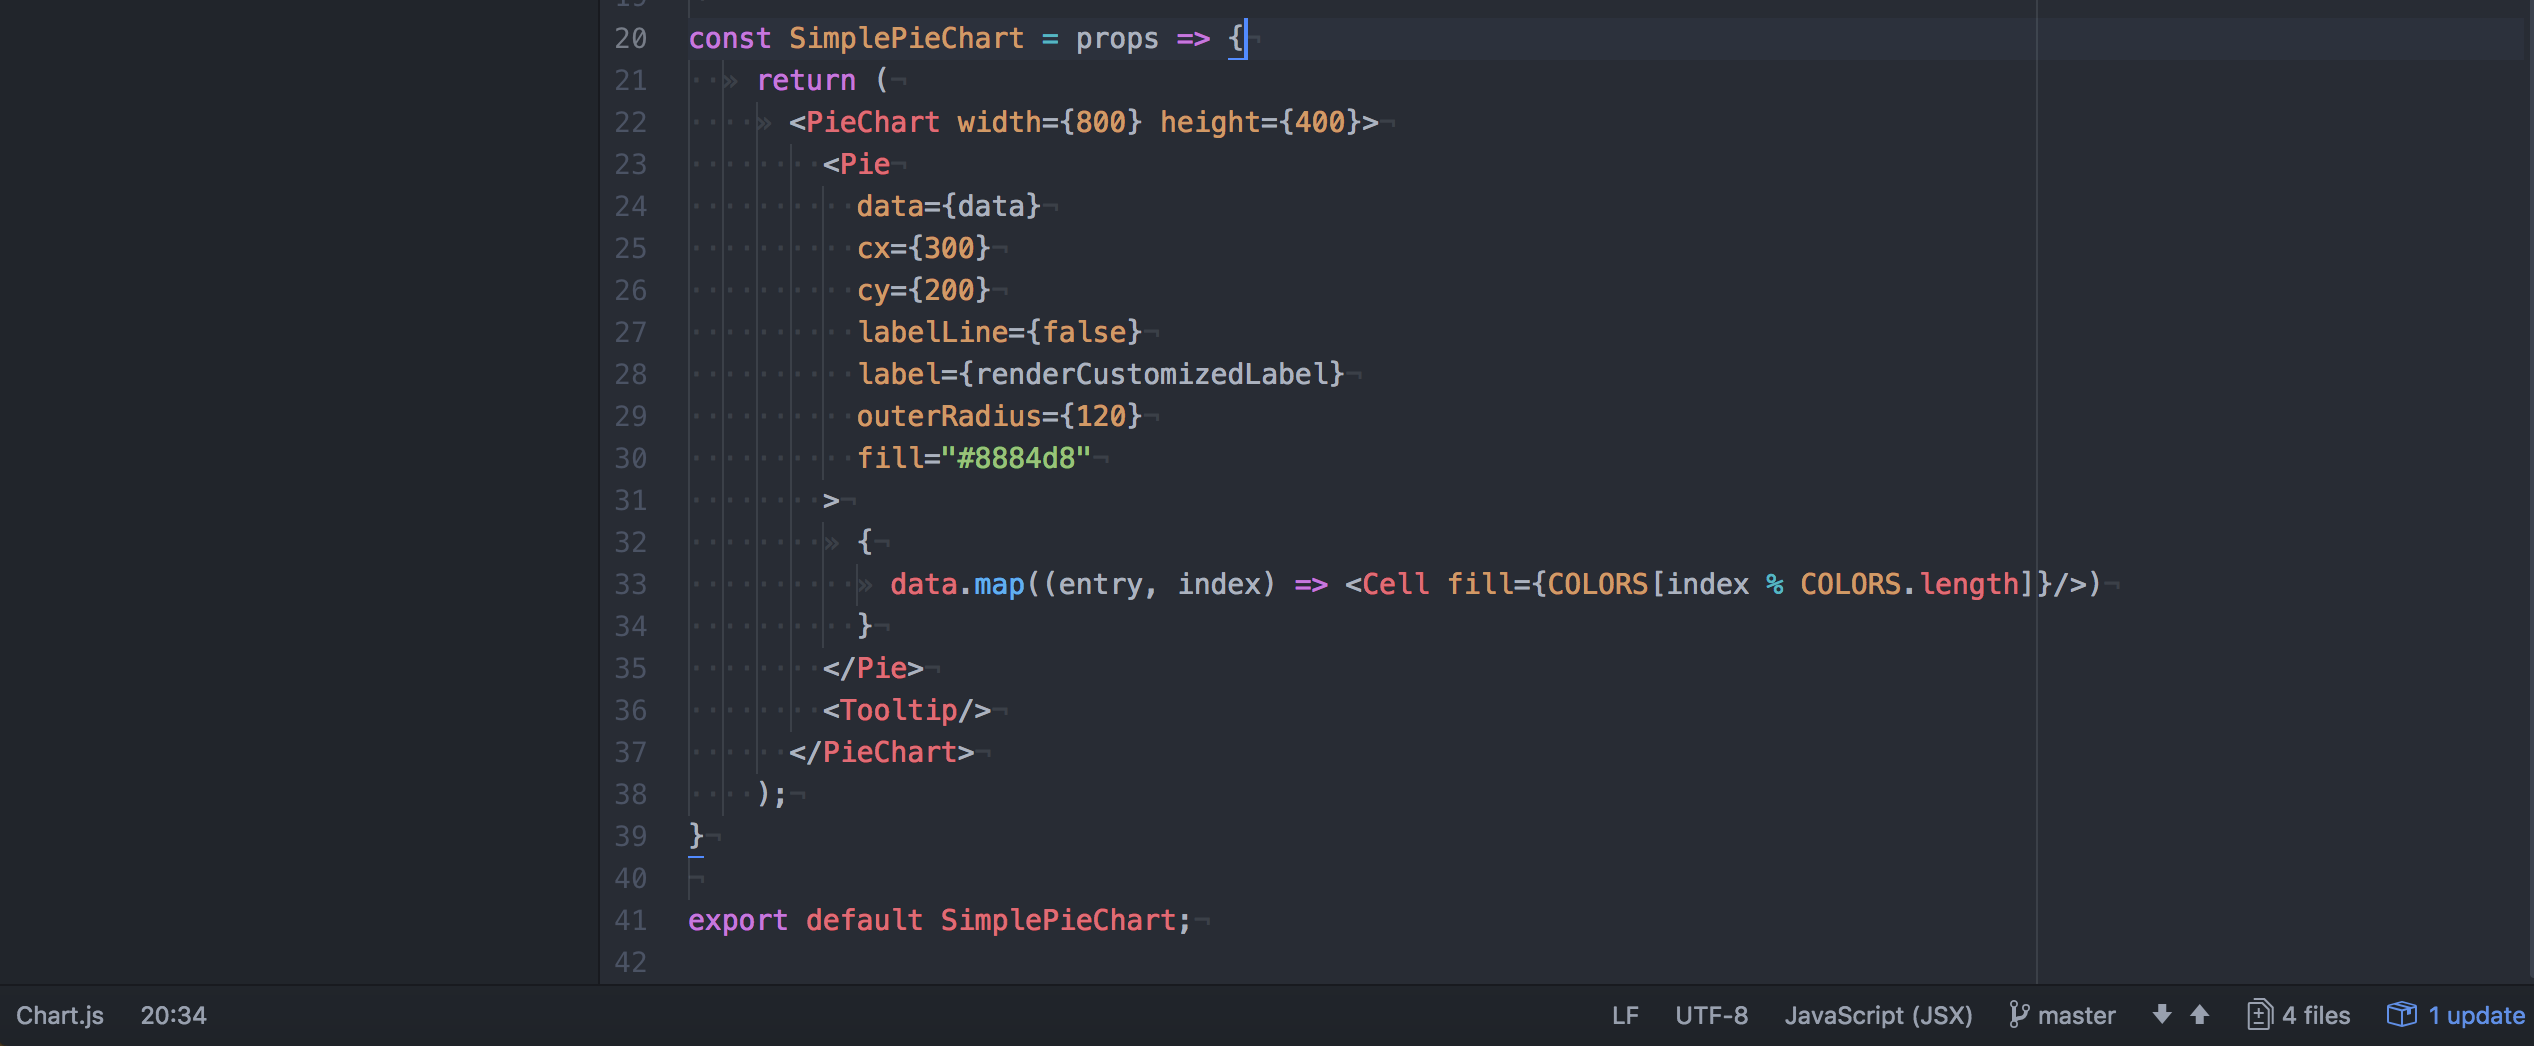 19
20 const SimplePieChart = props => {¬
21 » return (¬
22 » <PieChart width={800} height={400}>¬
23 <Pie¬
24 data={data}¬
25 cx={300}¬
26 cy={200}¬
27 labelLine={false}¬
28 label={renderCustomizedLabel}¬
29 outerRadius={120}¬
30 fill="#8884d8"¬
31 >¬
32 » {¬
33 » data.map((entry, index) => <Cell fill={COLORS[index % COLORS.length]}/>)¬
34 }¬
35 </Pie>¬
36 <Tooltip/>¬
37 </PieChart>¬
38 );¬
39 }¬
40 ¬
41 export default SimplePieChart;¬
42
Chart.js 20:34 LF UTF-8 JavaScript (JSX) master 4 files 1 update